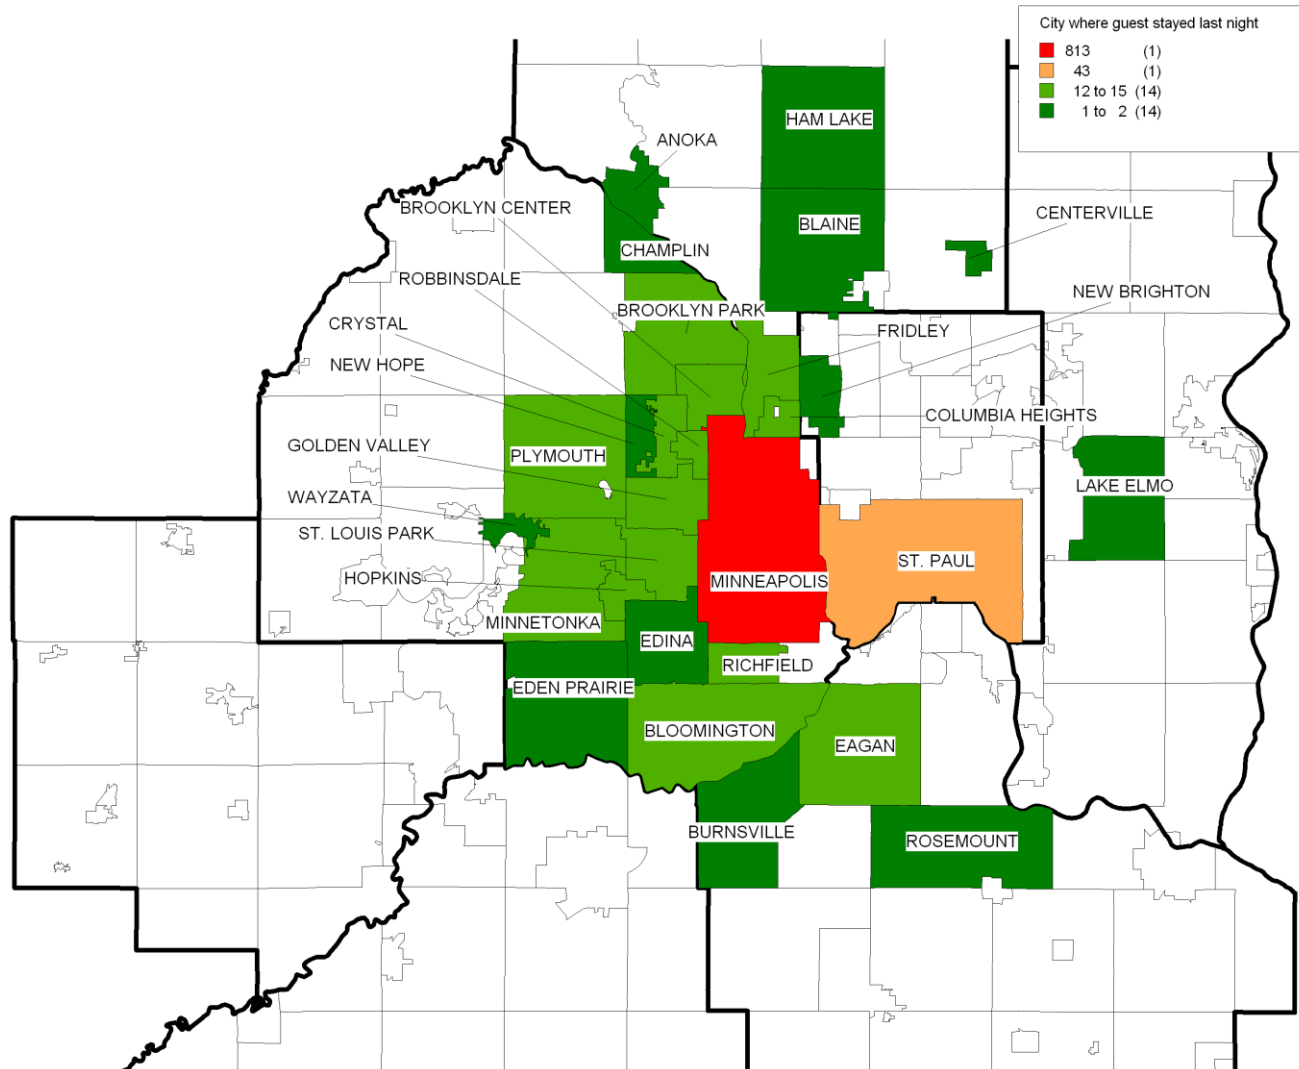 City where guest stayed last night
813 (1)
43 (1)
12 to 15 (14)
1 to 2 (14)
HAM LAKE
ANOKA
BROOKLYN CENTER
CENTERVILLE
BLAINE
CHAMPLIN
ROBBINSDALE
NEW BRIGHTON
BROOKLYN PARK
CRYSTAL
FRIDLEY
NEW HOPE
COLUMBIA HEIGHTS
GOLDEN VALLEY
PLYMOUTH
LAKE ELMO
WAYZATA
ST. LOUIS PARK
ST. PAUL
HOPKINS
MINNEAPOLIS
MINNETONKA
EDINA
RICHFIELD
EDEN PRAIRIE
BLOOMINGTON
EAGAN
BURNSVILLE
ROSEMOUNT